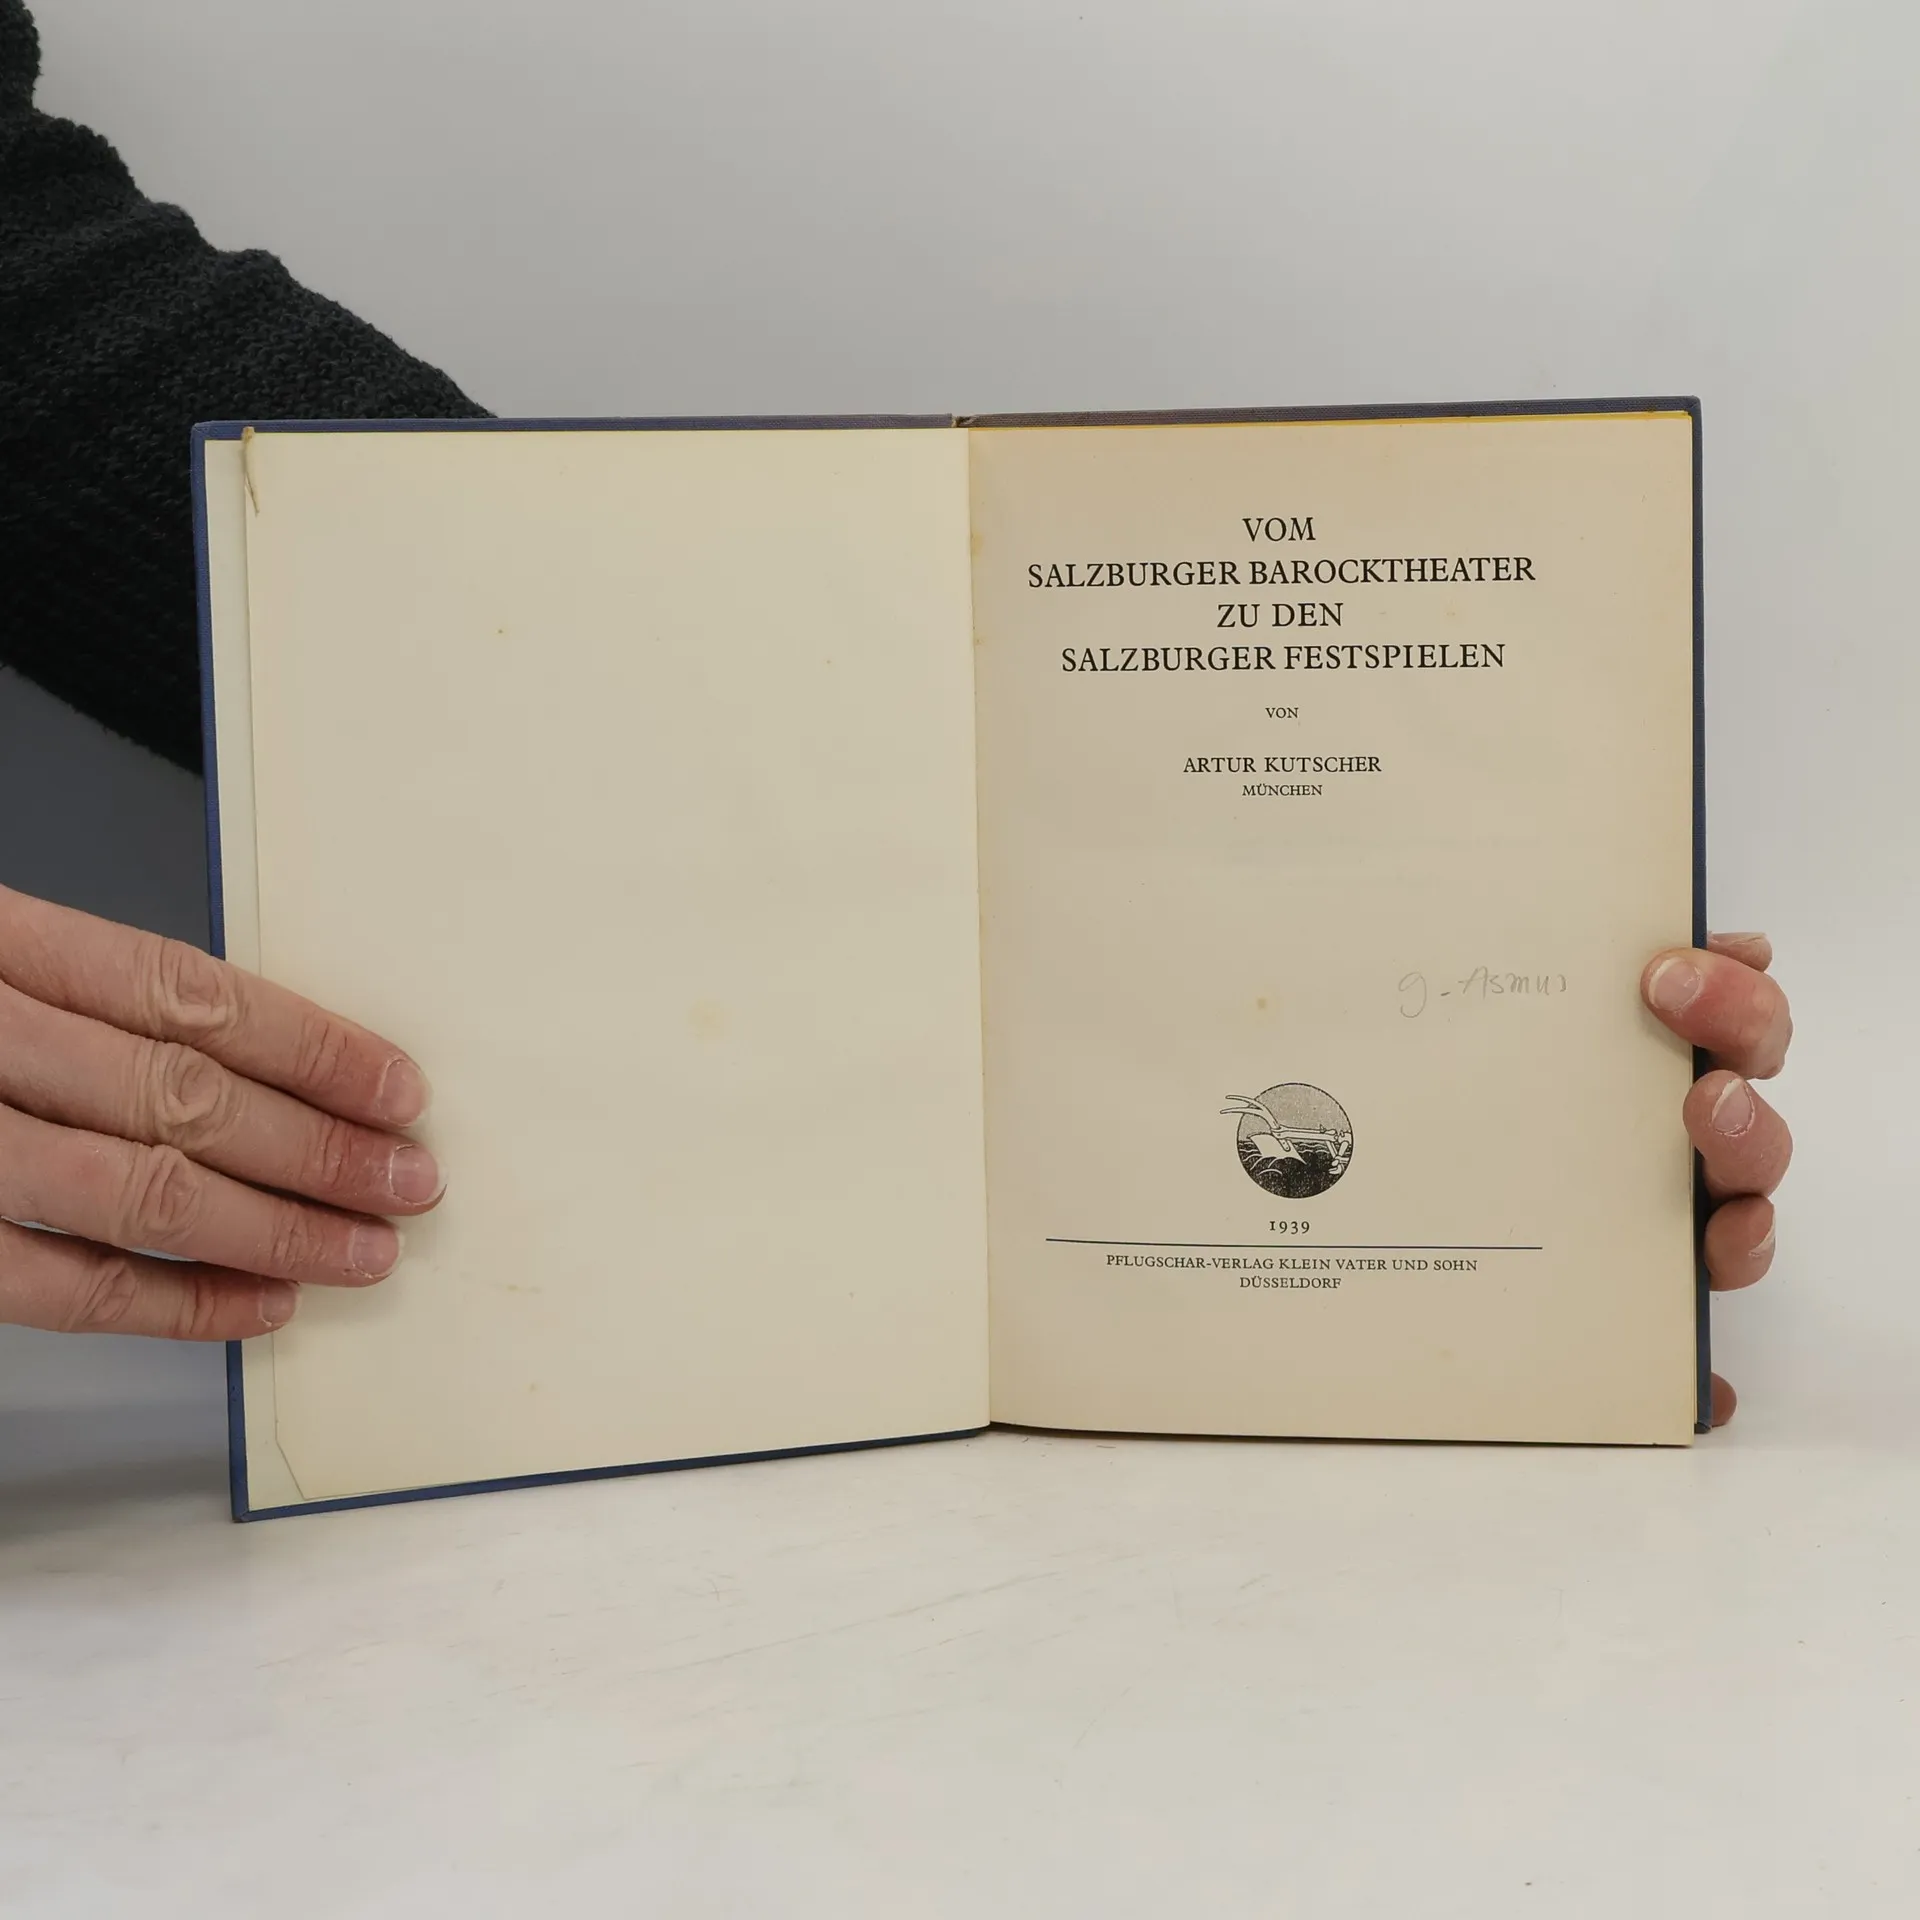 VOM
SALZBURGER BAROCKTHEATER
ZU DEN
SALZBURGER FESTSPIELEN
VON
ARTUR KUTSCHER
MÜNCHEN
g. Asmus
1939
PFLUGSCHAR-VERLAG KLEIN VATER UND SOHN
DÜSSELDORF